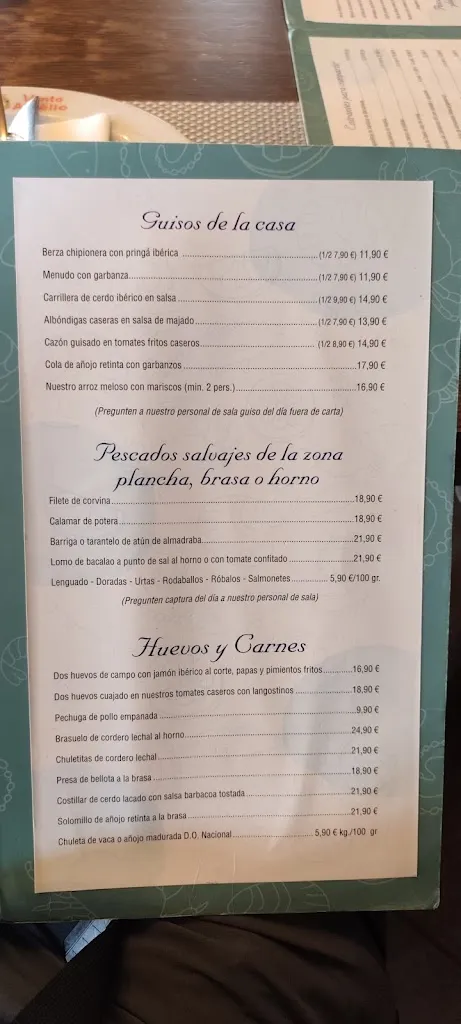 Venta
Guisos de la casa
Berza chipionera con pringá ibérica ........ (1/2 7,90 €) 11,90 €
Menudo con garbanza ........ (1/2 7,90 €) 11,90 €
Carrillera de cerdo ibérico en salsa ........ (1/2 9,90 €) 14,90 €
Albóndigas caseras en salsa de majado ........ (1/2 7,90 €) 13,90 €
Cazón guisado en tomates fritos caseros ........ (1/2 8,90 €) 14,90 €
Cola de añojo retinta con garbanzos ........ 17,90 €
Nuestro arroz meloso con mariscos (min. 2 pers.) ........ 16,90 €
(Pregunten a nuestro personal de sala guiso del día fuera de carta)
Pescados salvajes de la zona
plancha, brasa o horno
Filete de corvina ........ 18,90 €
Calamar de potera ........ 18,90 €
Barriga o tarantelo de atún de almadraba ........ 21,90 €
Lomo de bacalao a punto de sal al horno o con tomate confitado ........ 21,90 €
Lenguado - Doradas - Urtas - Rodaballos - Róbalos - Salmonetes ........ 5,90 €/100 gr.
(Pregunten captura del día a nuestro personal de sala)
Huevos y Carnes
Dos huevos de campo con jamón ibérico al corte, papas y pimientos fritos ........ 16,90 €
Dos huevos cuajado en nuestros tomates caseros con langostinos ........ 18,90 €
Pechuga de pollo empanada ........ 9,90 €
Brasuelo de cordero lechal al horno ........ 24,90 €
Chuletitas de cordero lechal ........ 21,90 €
Presa de bellota a la brasa ........ 18,90 €
Costillar de cerdo lacado con salsa barbacoa tostada ........ 21,90 €
Solomillo de añojo retinta a la brasa ........ 21,90 €
Chuleta de vaca o añojo madurada D.O. Nacional ........ 5,90 € kg./100 gr